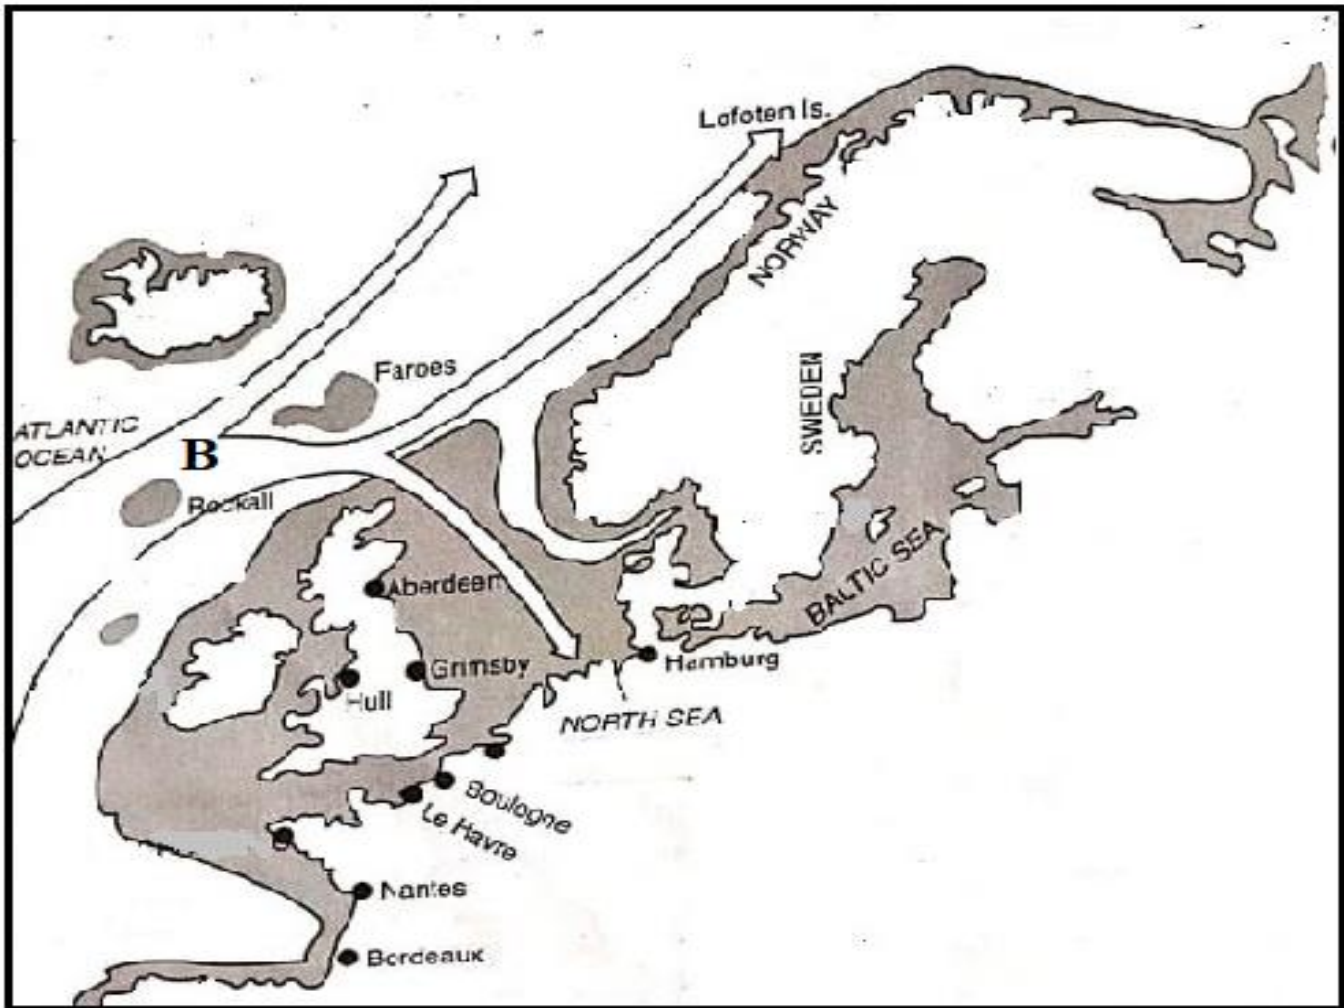 Lofoten Is.
NORWAY
Faroes
SWEDEN
ATLANTIC
OCEAN
B
Rockall
BALTIC SEA
Aberdeen
Grimsby
Hamburg
Hull
NORTH SEA
Boulogne
Le Havre
Nantes
Bordeaux